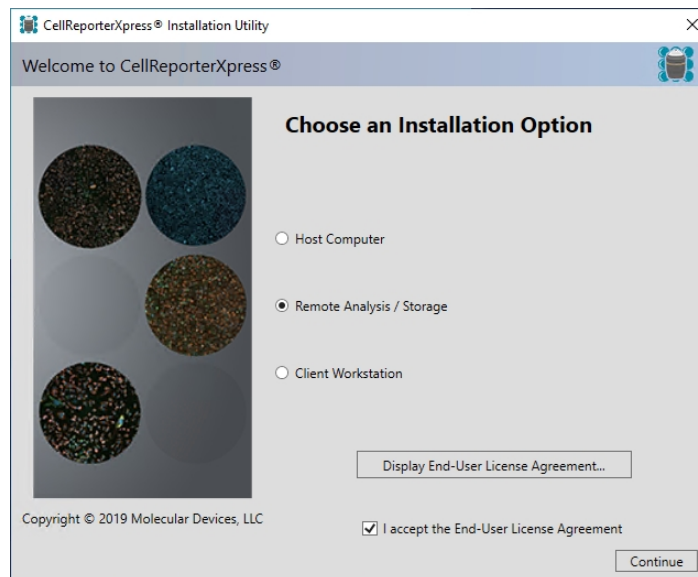 CellReporterXpress® Installation Utility
Welcome to CellReporterXpress®
Choose an Installation Option
Host Computer
Remote Analysis / Storage
Client Workstation
Display End-User License Agreement...
Copyright © 2019 Molecular Devices, LLC
I accept the End-User License Agreement
Continue